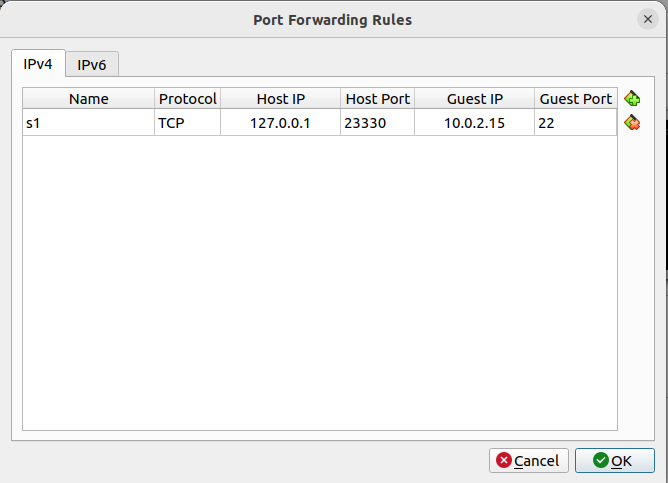 Port Forwarding Rules
IPv4 IPv6
Name Protocol Host IP Host Port Guest IP Guest Port
s1 TCP 127.0.0.1 23330 10.0.2.15 22
Cancel OK